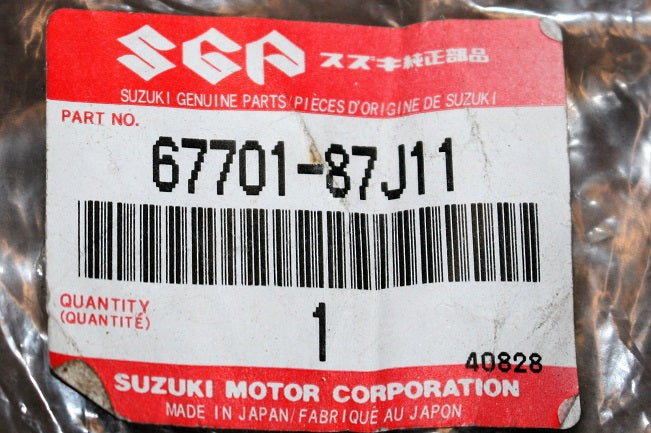 SGP スズキ純正部品
SUZUKI GENUINE PARTS/PIÈCES D'ORIGINE DE SUZUKI
PART NO.
67701-87J11
QUANTITY
(QUANTITÉ)
1
40828
SUZUKI MOTOR CORPORATION
MADE IN JAPAN/FABRIQUÉ AU JAPON